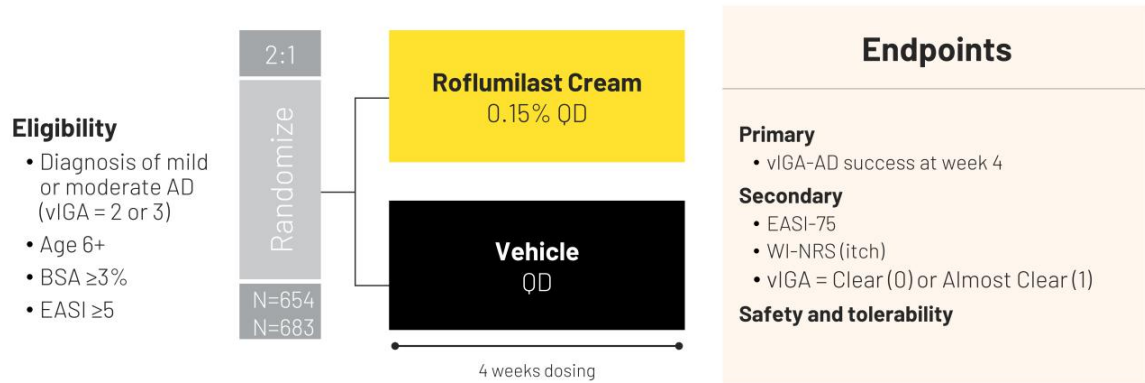 Eligibility
• Diagnosis of mild
or moderate AD
(vIGA = 2 or 3)
• Age 6+
• BSA ≥3%
• EASI ≥5
2:1
Randomize
N=654
N=683
Roflumilast Cream
0.15% QD
Vehicle
QD
4 weeks dosing
Endpoints
Primary
• vIGA-AD success at week 4
Secondary
• EASI-75
• WI-NRS (itch)
• vIGA = Clear (0) or Almost Clear (1)
Safety and tolerability